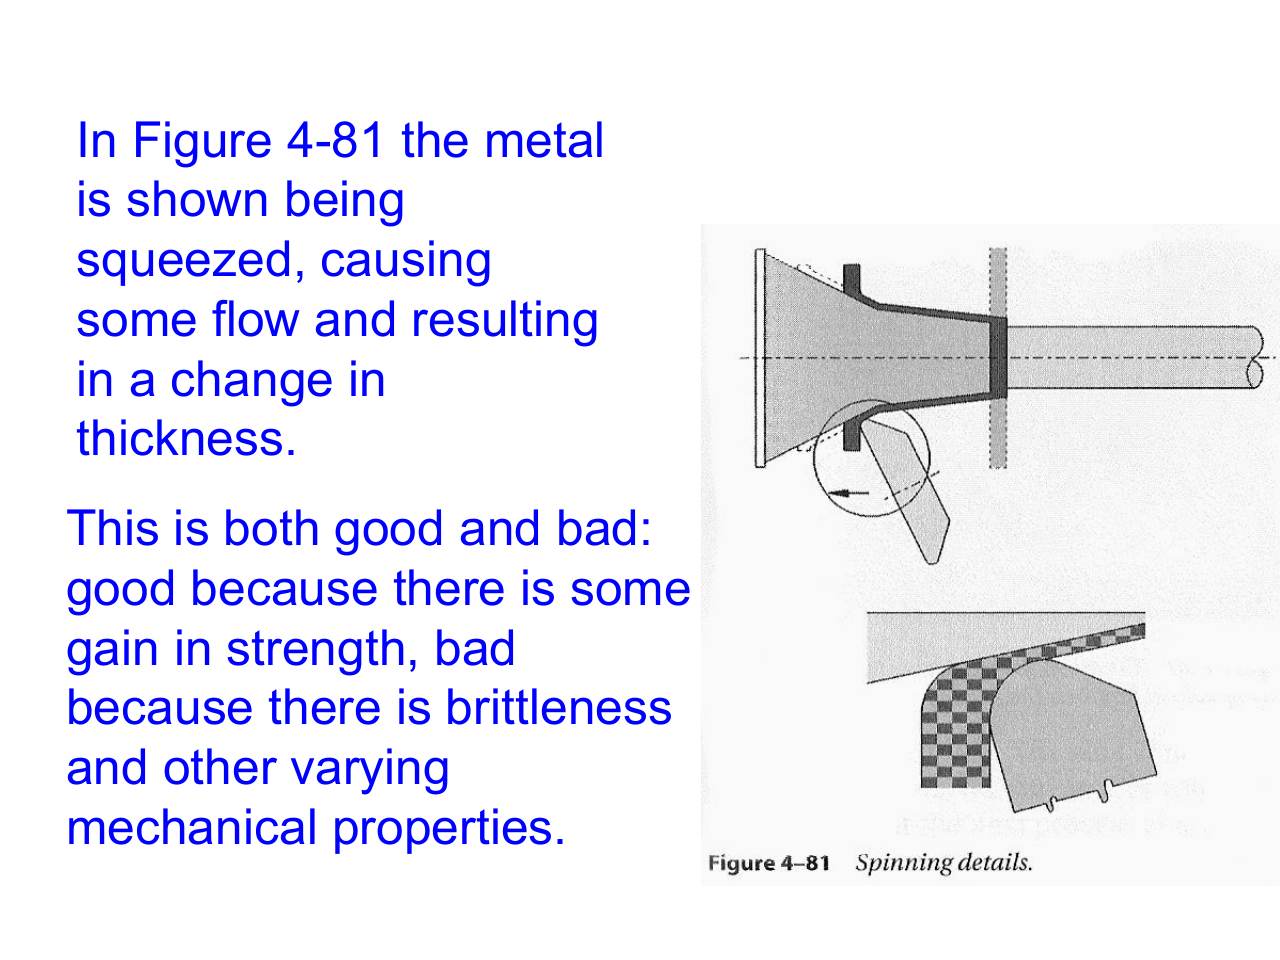 In Figure 4-81 the metal
is shown being
squeezed, causing
some flow and resulting
in a change in
thickness.
This is both good and bad:
good because there is some
gain in strength, bad
because there is brittleness
and other varying
mechanical properties.
Figure 4–81 Spinning details.